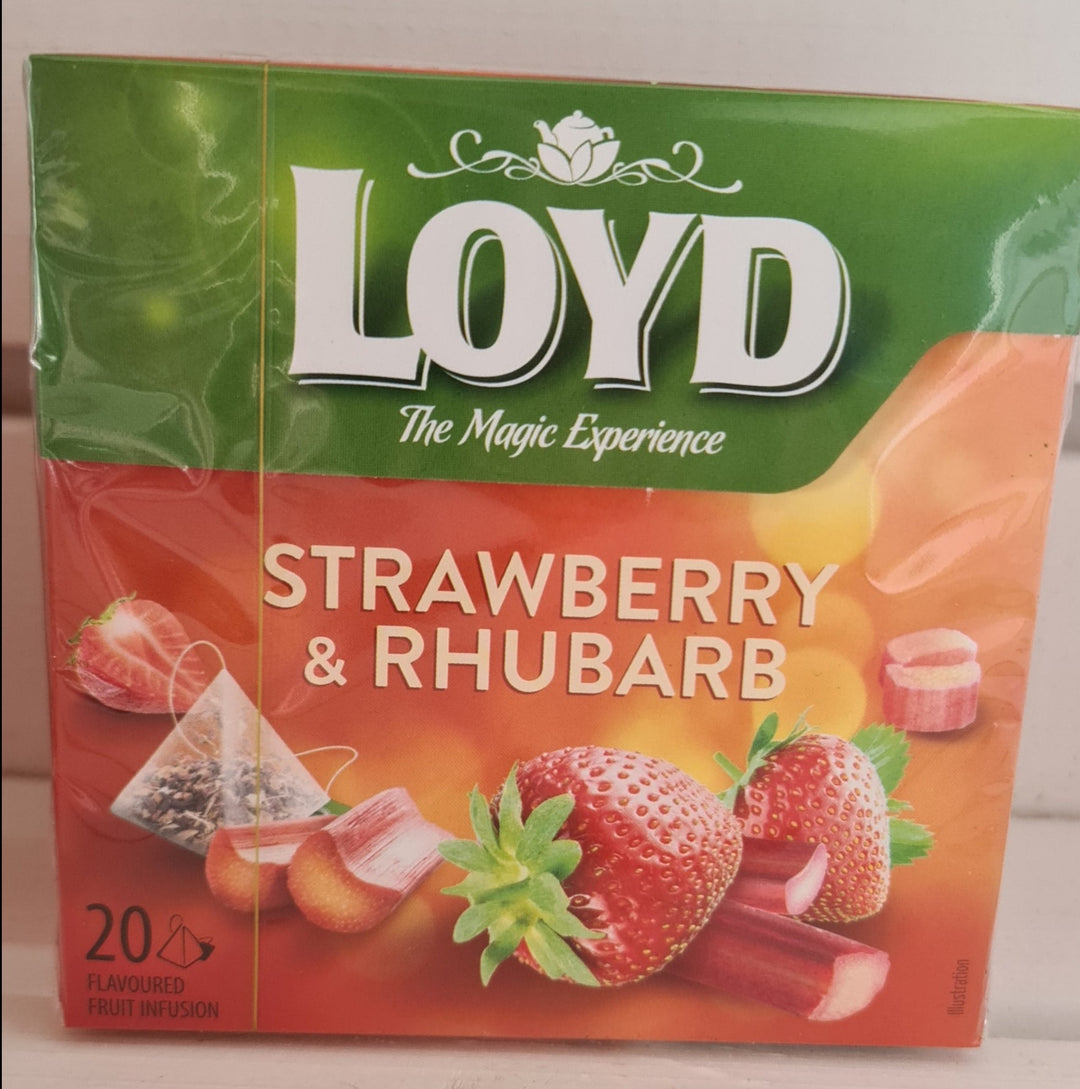 LOYD
The Magic Experience
STRAWBERRY
& RHUBARB
20
FLAVOURED
FRUIT INFUSION
Illustration